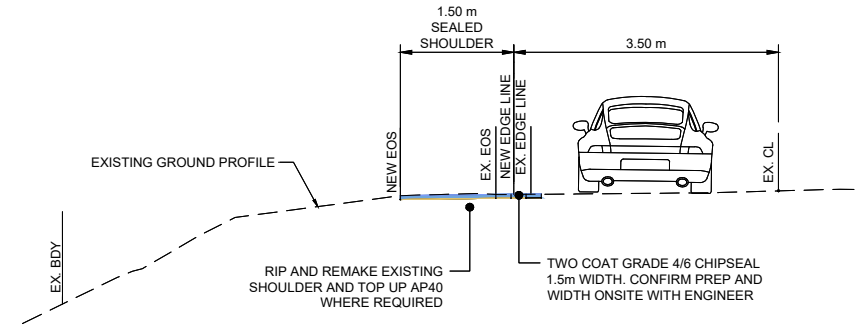 1.50 m
SEALED
SHOULDER
3.50 m
NEW EOS
EX. EOS
NEW EDGE LINE
EX. EDGE LINE
EX. CL
EXISTING GROUND PROFILE
EX. BDY
RIP AND REMAKE EXISTING
SHOULDER AND TOP UP AP40
WHERE REQUIRED
TWO COAT GRADE 4/6 CHIPSEAL
1.5m WIDTH. CONFIRM PREP AND
WIDTH ONSITE WITH ENGINEER